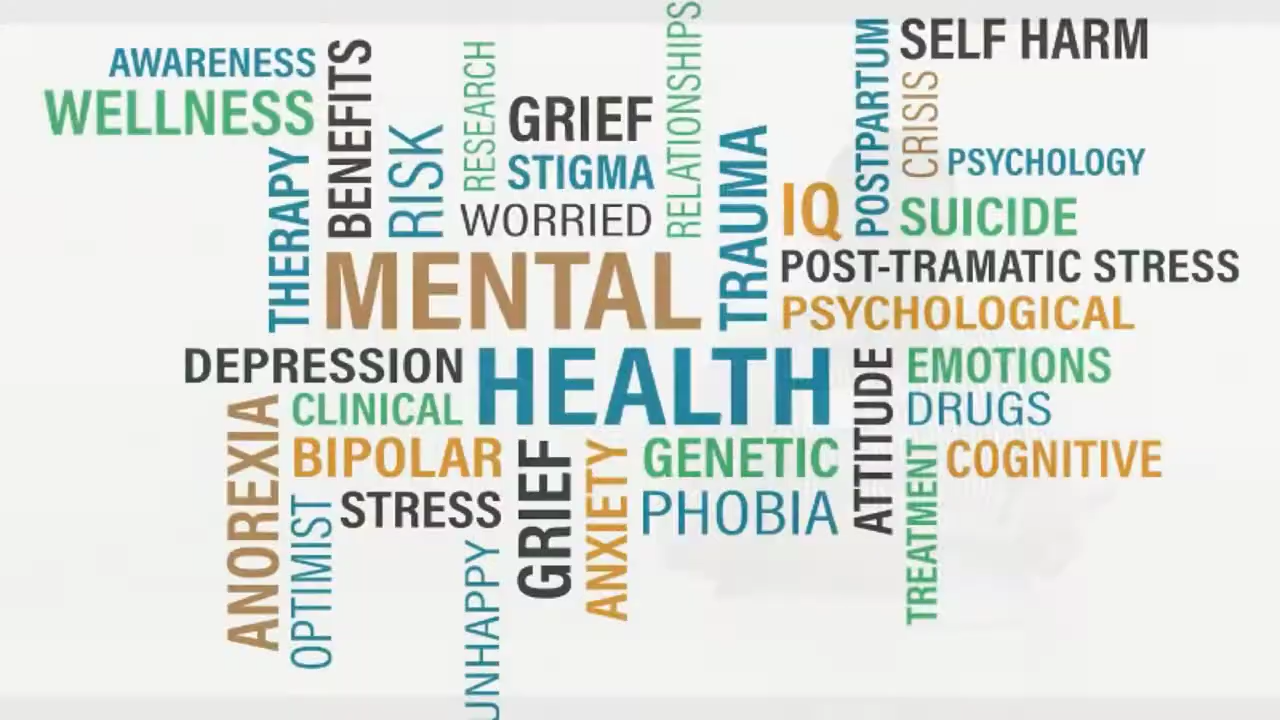 AWARENESS
WELLNESS
THERAPY
BENEFITS
RISK
RESEARCH
GRIEF
STIGMA
WORRIED
RELATIONSHIPS
TRAUMA
IQ
POSTPARTUM
SELF HARM
CRISIS
PSYCHOLOGY
SUICIDE
POST-TRAMATIC STRESS
PSYCHOLOGICAL
MENTAL
HEALTH
DEPRESSION
CLINICAL
ANOREXIA
BIPOLAR
OPTIMIST
STRESS
UNHAPPY
GRIEF
ANXIETY
GENETIC
PHOBIA
ATTITUDE
EMOTIONS
DRUGS
COGNITIVE
TREATMENT